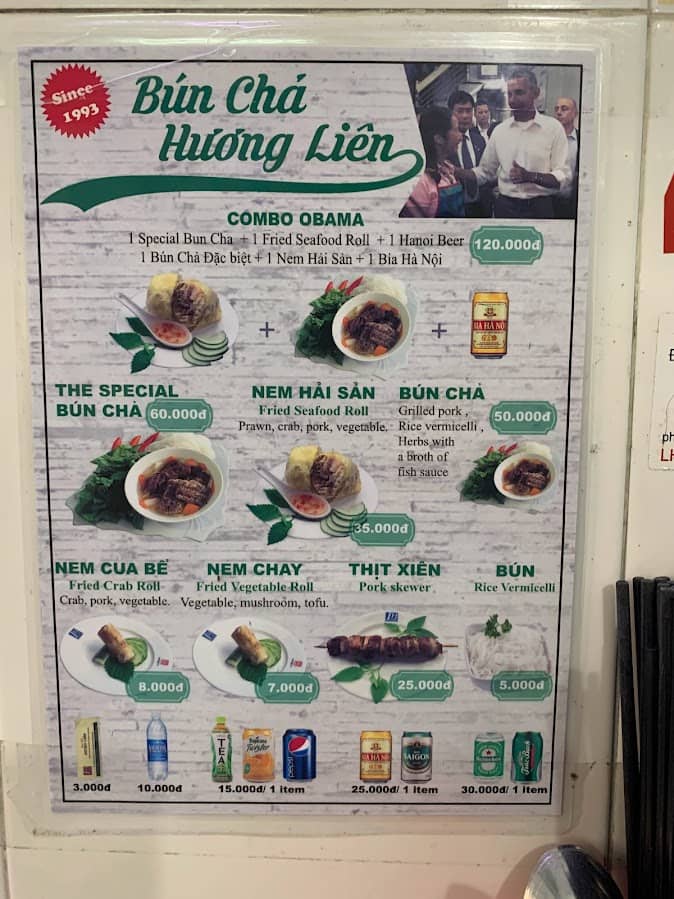 Since
1993
Bún Chả
Hương Liên
COMBO OBAMA
1 Special Bun Cha + 1 Fried Seafood Roll + 1 Hanoi Beer
1 Bún Chả Đặc biệt + 1 Nem Hải Sản + 1 Bia Hà Nội
120.000đ
THE SPECIAL
BÚN CHẢ 60.000đ
NEM HẢI SẢN
Fried Seafood Roll
Prawn, crab, pork, vegetable.
35.000đ
BÚN CHẢ
Grilled pork ,
Rice vermicelli ,
Herbs with
a broth of
fish sauce
50.000đ
NEM CUA BỂ
Fried Crab Roll
Crab, pork, vegetable.
8.000đ
NEM CHAY
Fried Vegetable Roll
Vegetable, mushroom, tofu.
7.000đ
THỊT XIÊN
Pork skewer
25.000đ
BÚN
Rice Vermicelli
5.000đ
TEA
Tropicana
Twister
pepsi
SAIGON
Heineken
3.000đ
10.000đ
15.000đ/ 1 item
25.000đ/ 1 item
30.000đ/ 1 item